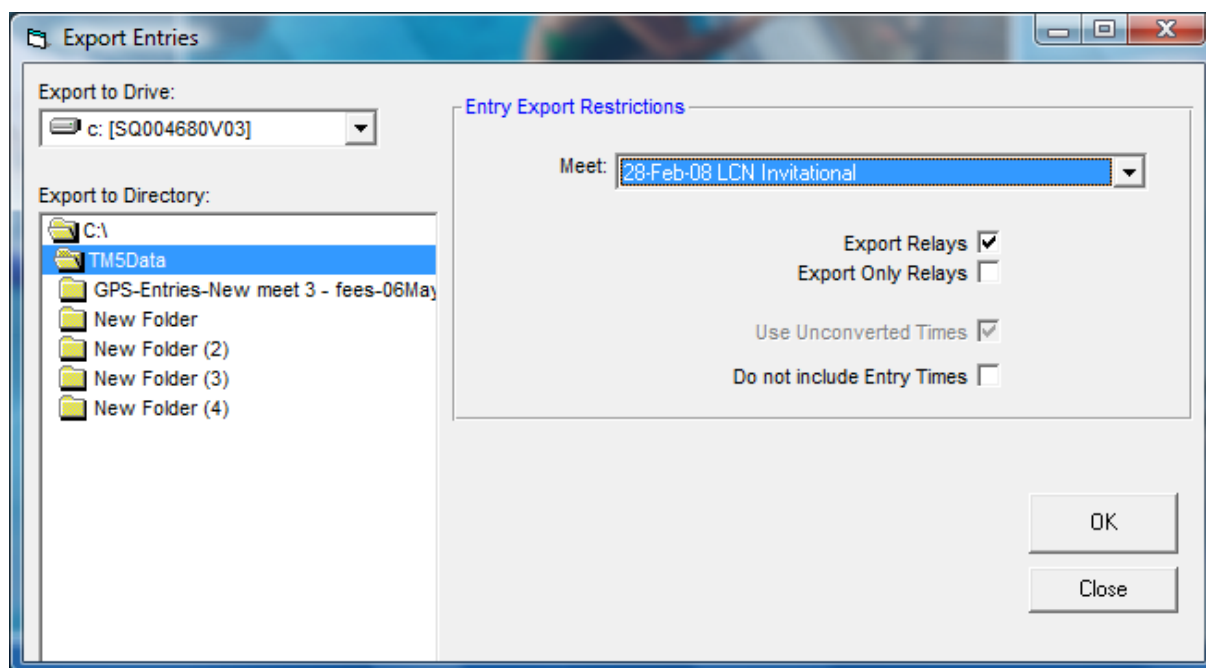 Export Entries
Export to Drive:
c: [SQ004680V03]
Export to Directory:
C:\
TM5Data
GPS-Entries-New meet 3 - fees-06May
New Folder
New Folder (2)
New Folder (3)
New Folder (4)
Entry Export Restrictions
Meet: 28-Feb-08 LCN Invitational
Export Relays
Export Only Relays
Use Unconverted Times
Do not include Entry Times
OK
Close